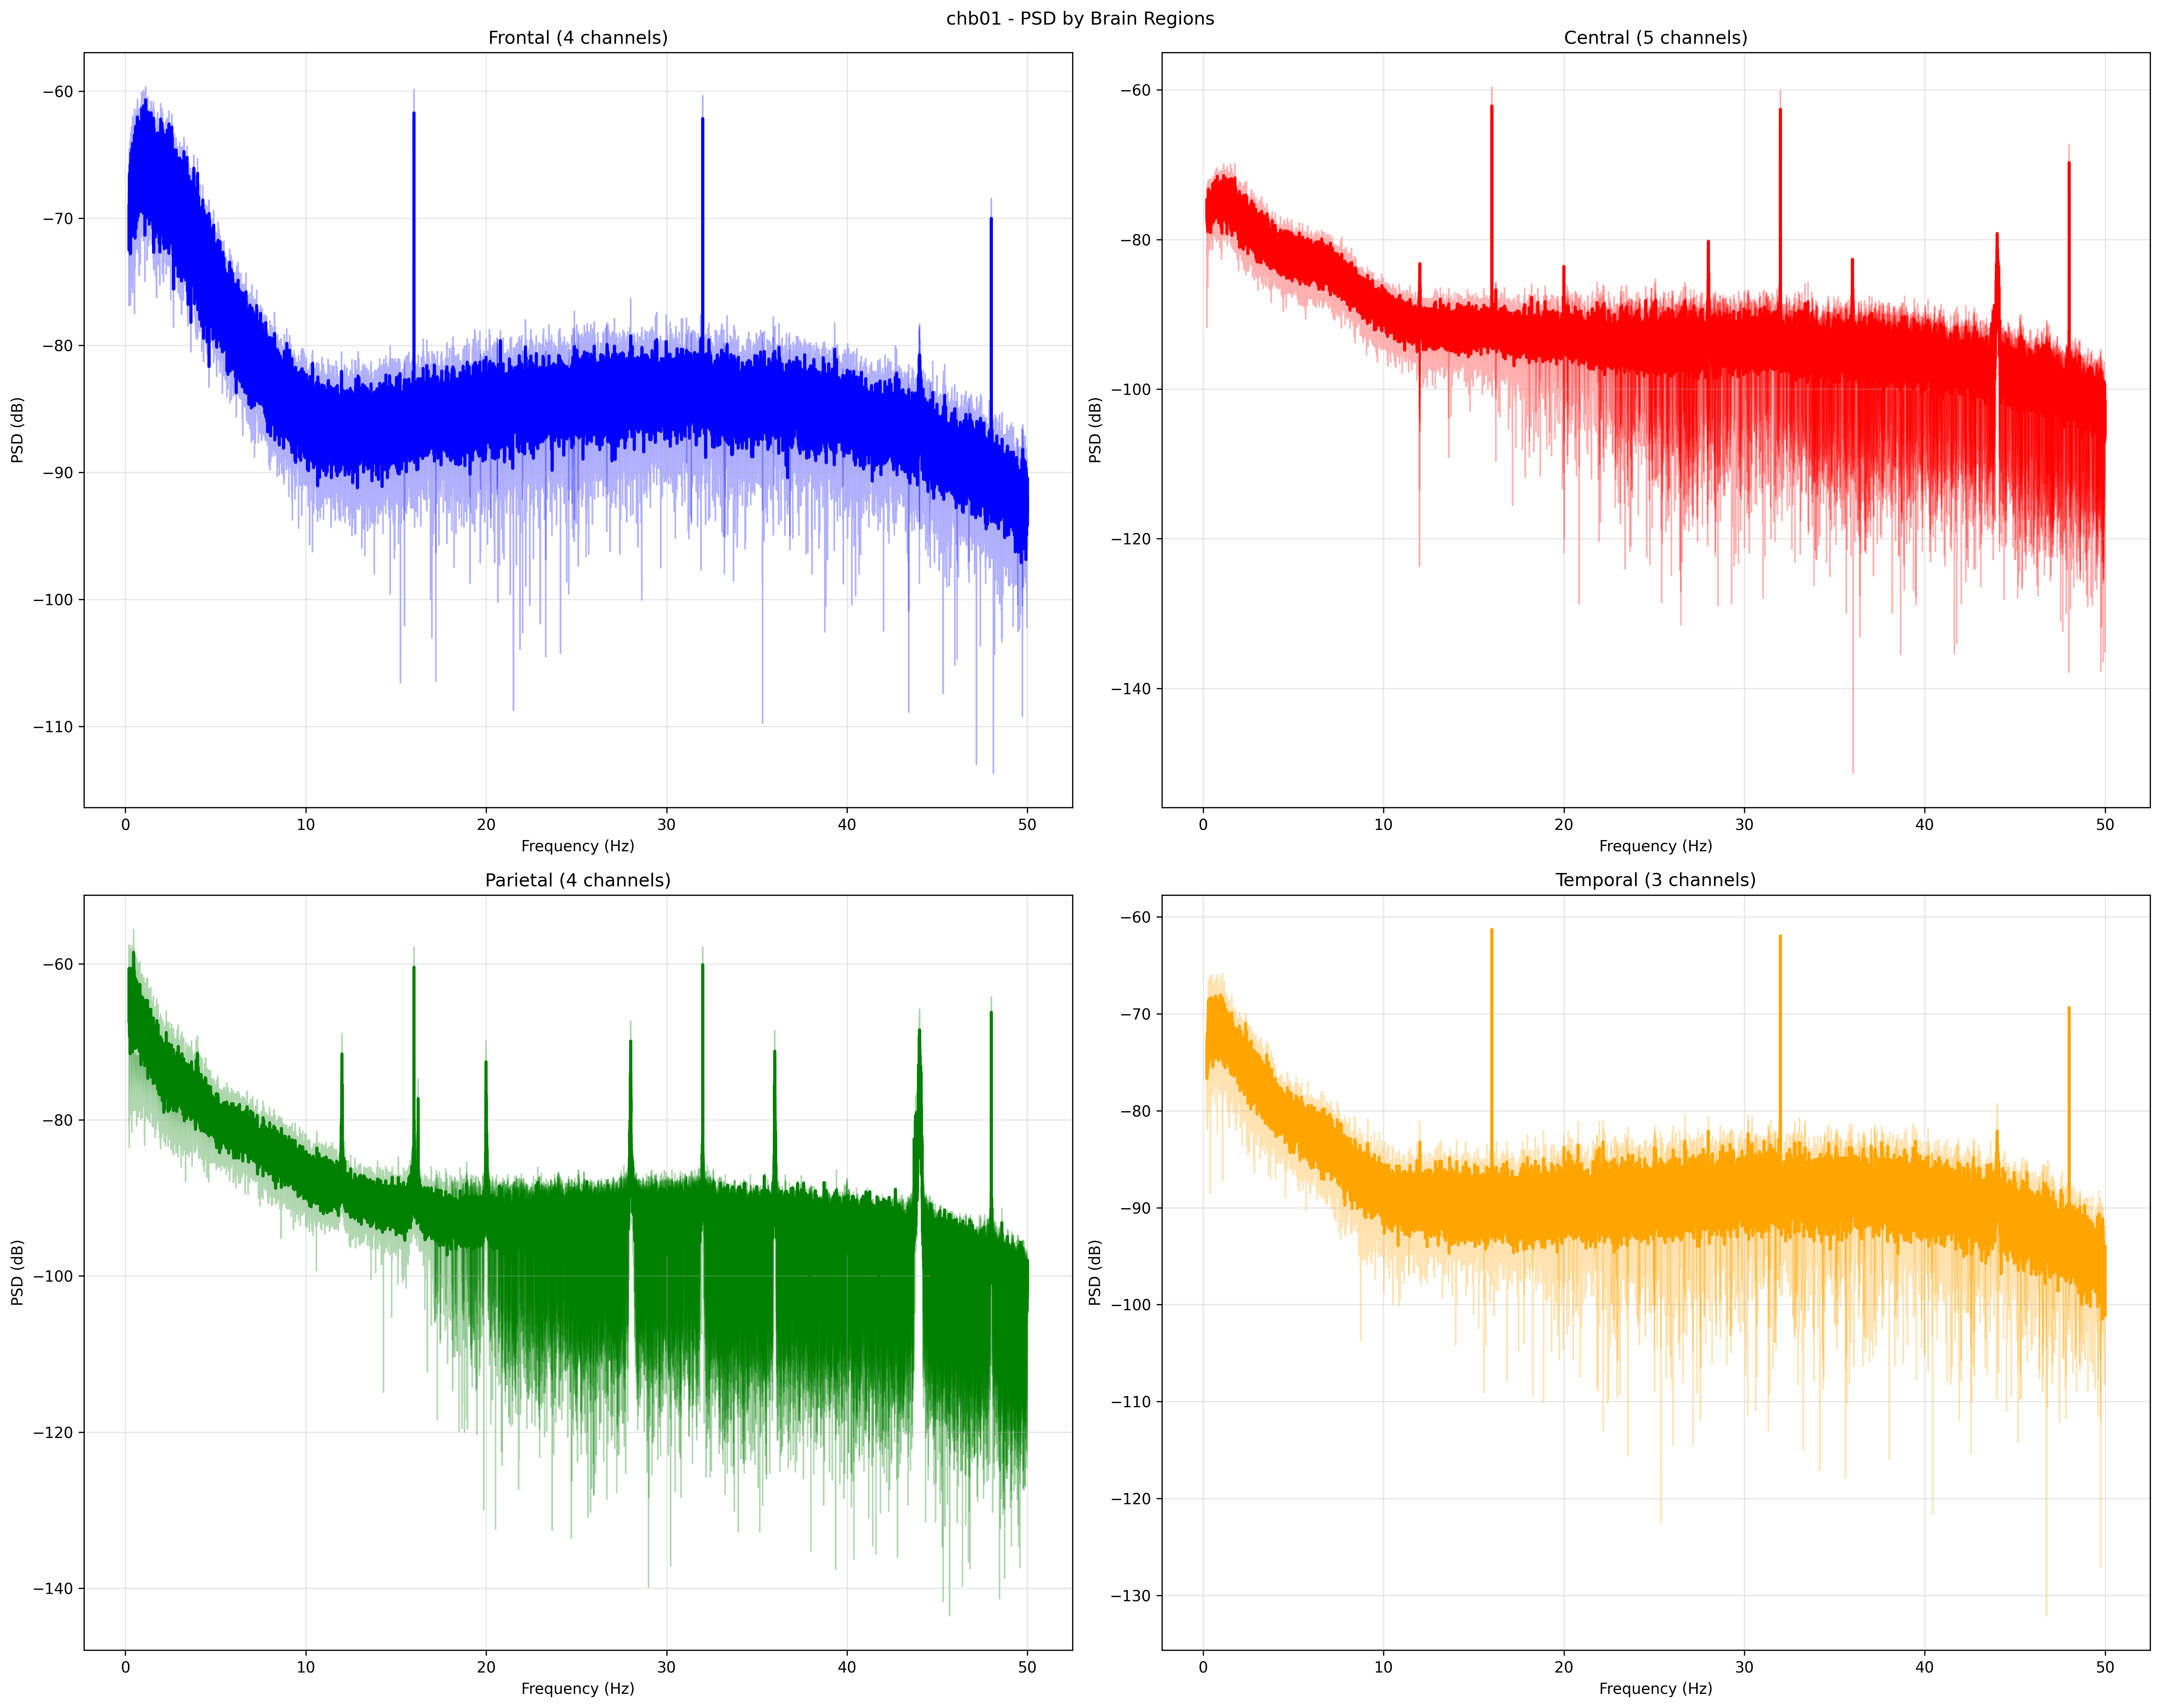 chb01 - PSD by Brain Regions
Frontal (4 channels)
PSD (dB)
−60
−70
−80
−90
−100
−110
0 10 20 30 40 50
Frequency (Hz)
Central (5 channels)
PSD (dB)
−60
−80
−100
−120
−140
0 10 20 30 40 50
Frequency (Hz)
Parietal (4 channels)
PSD (dB)
−60
−80
−100
−120
−140
0 10 20 30 40 50
Frequency (Hz)
Temporal (3 channels)
PSD (dB)
−60
−70
−80
−90
−100
−110
−120
−130
0 10 20 30 40 50
Frequency (Hz)